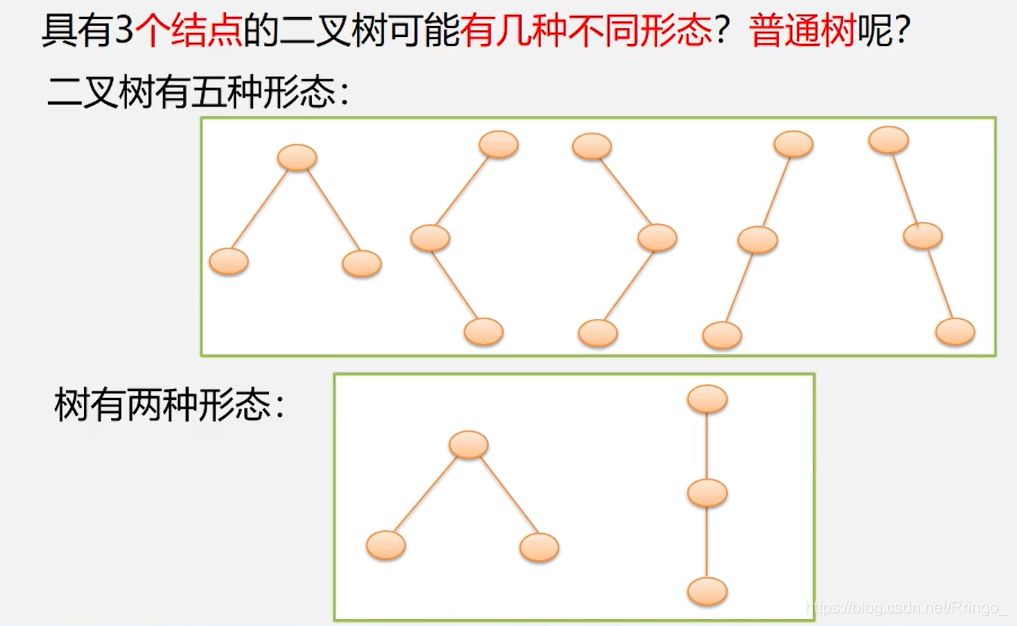 具有3个结点的二叉树可能有几种不同形态？普通树呢？
二叉树有五种形态：
树有两种形态：
https://blog.csdn.net/Rringo_